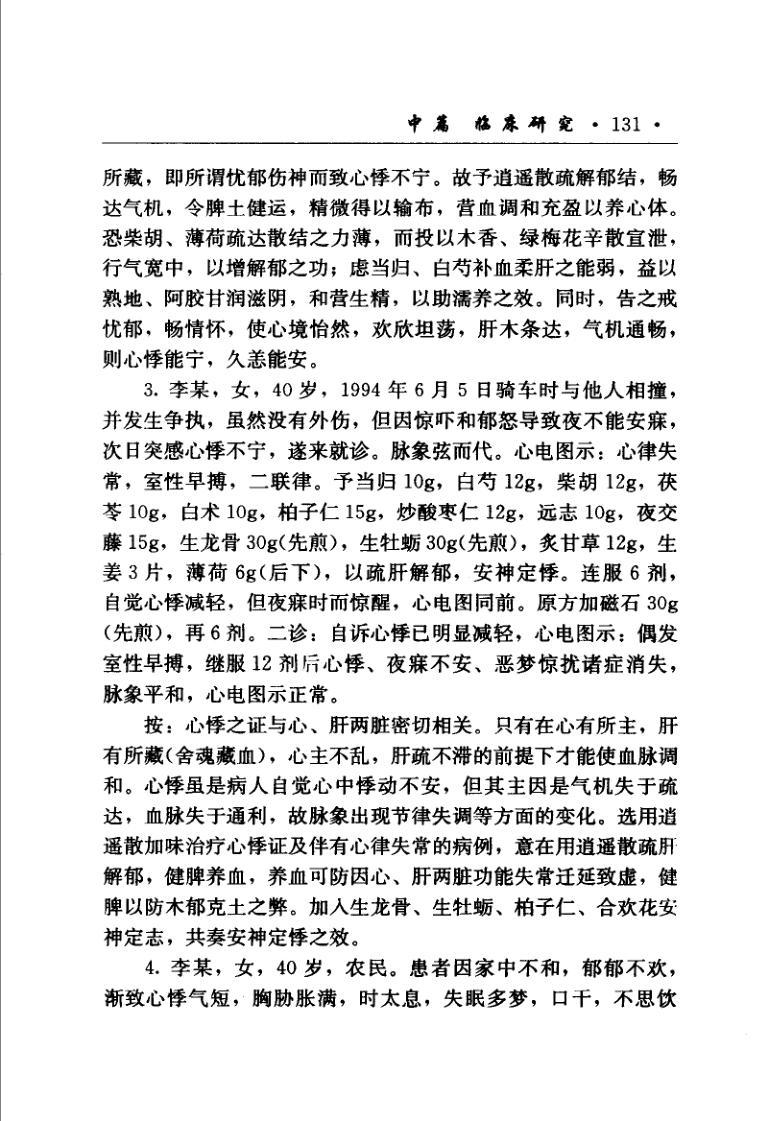 中篇 临床研究 · 131 ·
所藏，即所谓忧郁伤神而致心悸不宁。故予逍遥散疏解郁结，畅
达气机，令脾土健运，精微得以输布，营血调和充盈以养心体。
恐柴胡、薄荷疏达散结之力薄，而投以木香、绿梅花辛散宣泄，
行气宽中，以增解郁之功；虑当归、白芍补血柔肝之能弱，益以
熟地、阿胶甘润滋阴，和营生精，以助濡养之效。同时，告之戒
忧郁，畅情怀，使心境怡然，欢欣坦荡，肝木条达，气机通畅，
则心悸能宁，久恙能安。
3. 李某，女，40 岁，1994 年 6 月 5 日骑车时与他人相撞，
并发生争执，虽然没有外伤，但因惊吓和郁怒导致夜不能安寐，
次日突感心悸不宁，遂来就诊。脉象弦而代。心电图示：心律失
常，室性早搏，二联律。予当归 10g，白芍 12g，柴胡 12g，茯
苓 10g，白术 10g，柏子仁 15g，炒酸枣仁 12g，远志 10g，夜交
藤 15g，生龙骨 30g(先煎)，生牡蛎 30g(先煎)，炙甘草 12g，生
姜 3 片，薄荷 6g(后下)，以疏肝解郁，安神定悸。连服 6 剂，
自觉心悸减轻，但夜寐时而惊醒，心电图同前。原方加磁石 30g
(先煎)，再 6 剂。二诊：自诉心悸已明显减轻，心电图示：偶发
室性早搏，继服 12 剂后心悸、夜寐不安、恶梦惊扰诸症消失，
脉象平和，心电图示正常。
按：心悸之证与心、肝两脏密切相关。只有在心有所主，肝
有所藏(舍魂藏血)，心主不乱，肝疏不滞的前提下才能使血脉调
和。心悸虽是病人自觉心中悸动不安，但其主因是气机失于疏
达，血脉失于通利，故脉象出现节律失调等方面的变化。选用逍
遥散加味治疗心悸证及伴有心律失常的病例，意在用逍遥散疏肝
解郁，健脾养血，养血可防因心、肝两脏功能失常迁延致虚，健
脾以防木郁克土之弊。加入生龙骨、生牡蛎、柏子仁、合欢花安
神定志，共奏安神定悸之效。
4. 李某，女，40 岁，农民。患者因家中不和，郁郁不欢，
渐致心悸气短，胸胁胀满，时太息，失眠多梦，口干，不思饮